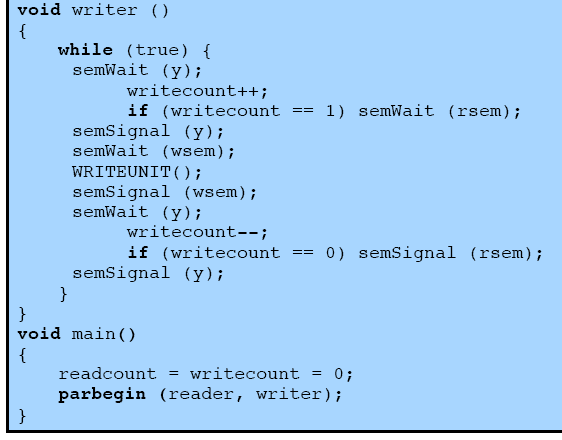 void writer ()
{
while (true) {
semWait (y);
writecount++;
if (writecount == 1) semWait (rsem);
semSignal (y);
semWait (wsem);
WRITEUNIT();
semSignal (wsem);
semWait (y);
writecount--;
if (writecount == 0) semSignal (rsem);
semSignal (y);
}
}
void main()
{
readcount = writecount = 0;
parbegin (reader, writer);
}